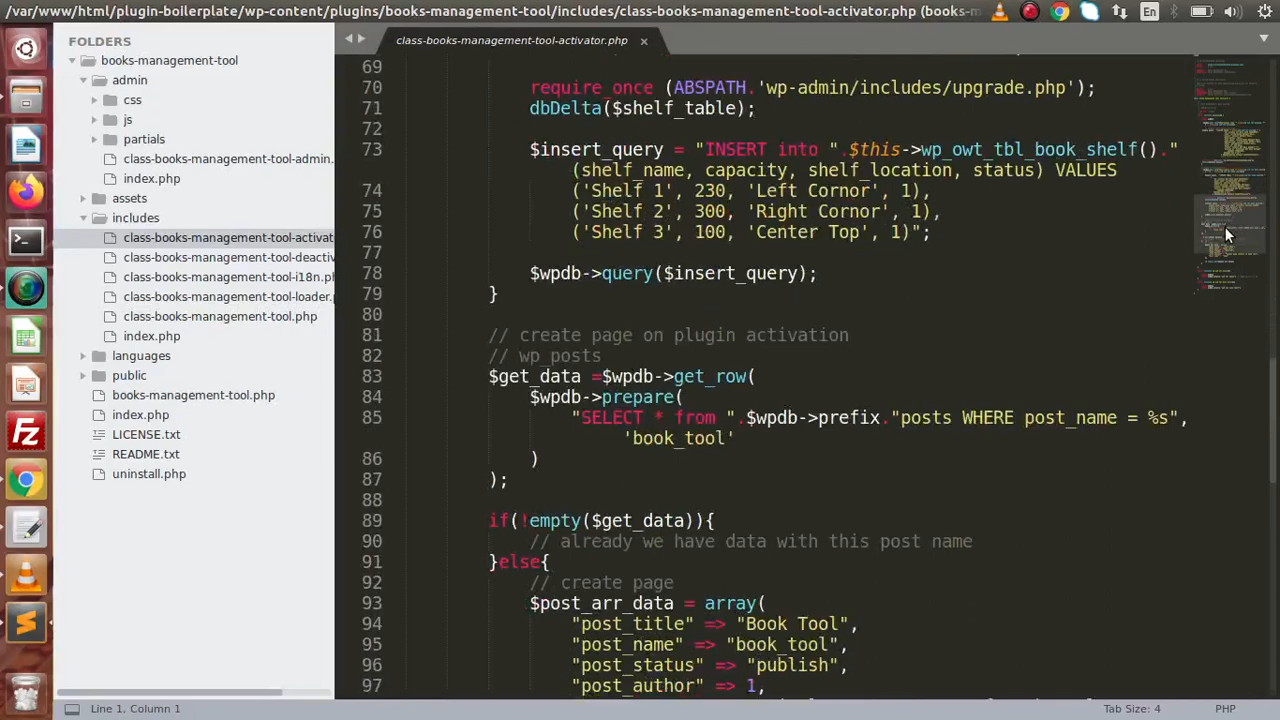 /var/www/html/plugin-boilerplate/wp-content/plugins/books-management-tool/includes/class-books-management-tool-activator.php (books-m
En
FOLDERS
books-management-tool
admin
css
js
partials
class-books-management-tool-admin.
index.php
assets
includes
class-books-management-tool-activat
class-books-management-tool-deactiv
class-books-management-tool-i18n.ph
class-books-management-tool-loader.
class-books-management-tool.php
index.php
languages
public
books-management-tool.php
index.php
LICENSE.txt
README.txt
uninstall.php
class-books-management-tool-activator.php ×
69
70 require_once (ABSPATH.'wp-admin/includes/upgrade.php');
71 dbDelta($shelf_table);
72
73 $insert_query = "INSERT into ".$this->wp_owt_tbl_book_shelf()."
(shelf_name, capacity, shelf_location, status) VALUES
74 ('Shelf 1', 230, 'Left Cornor', 1),
75 ('Shelf 2', 300, 'Right Cornor', 1),
76 ('Shelf 3', 100, 'Center Top', 1)";
77
78 $wpdb->query($insert_query);
79 }
80
81 // create page on plugin activation
82 // wp_posts
83 $get_data =$wpdb->get_row(
84 $wpdb->prepare(
85 "SELECT * from ".$wpdb->prefix."posts WHERE post_name = %s",
'book_tool'
86 )
87 );
88
89 if(!empty($get_data)){
90 // already we have data with this post name
91 }else{
92 // create page
93 $post_arr_data = array(
94 "post_title" => "Book Tool",
95 "post_name" => "book_tool",
96 "post_status" => "publish",
97 "post_author" => 1,
Line 1, Column 1
Tab Size: 4
PHP